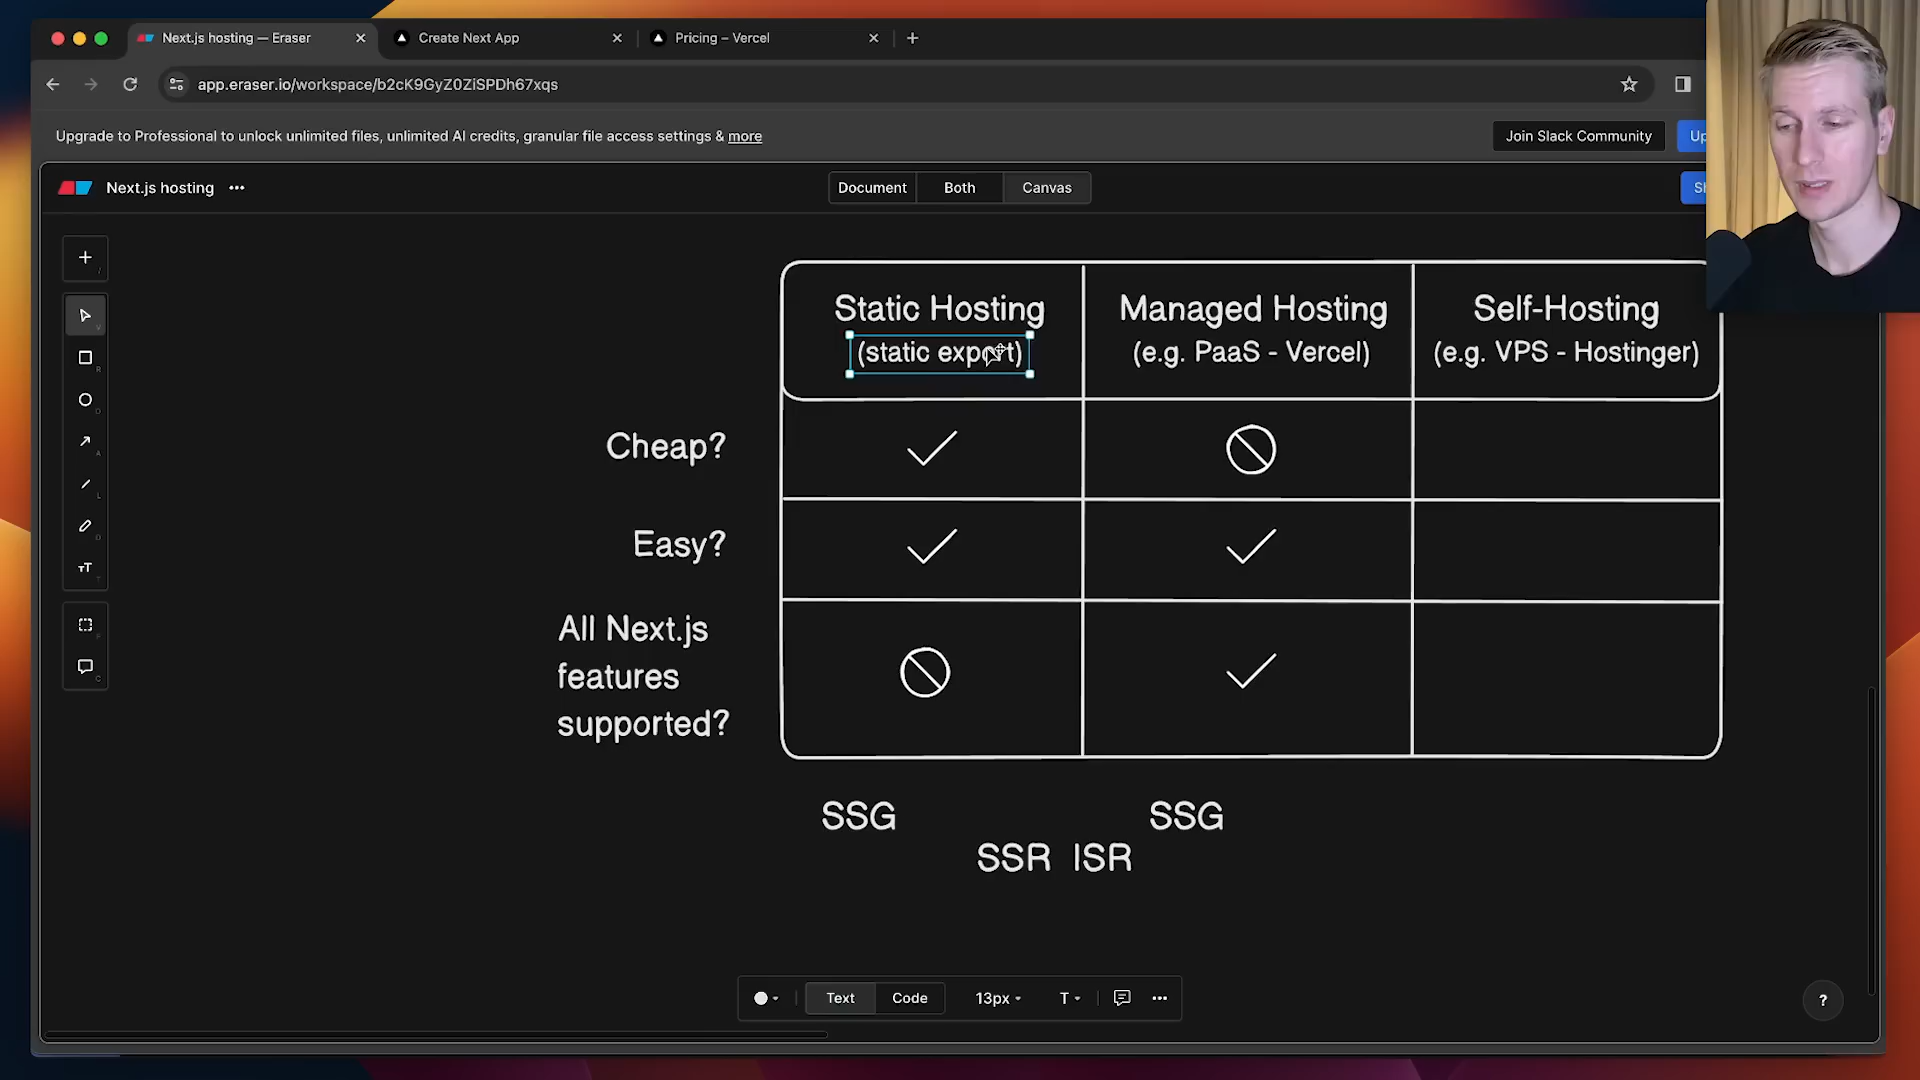 Next.js hosting — Eraser
Create Next App
Pricing – Vercel
app.eraser.io/workspace/b2cK9GyZ0ZiSPDh67xqs
Upgrade to Professional to unlock unlimited files, unlimited AI credits, granular file access settings & more
Join Slack Community
Up
Next.js hosting
Document
Both
Canvas
Sh
Static Hosting
(static export)
Managed Hosting
(e.g. PaaS - Vercel)
Self-Hosting
(e.g. VPS - Hostinger)
Cheap?
Easy?
All Next.js
features
supported?
SSG
SSG
SSR ISR
Text
Code
13px
T
?